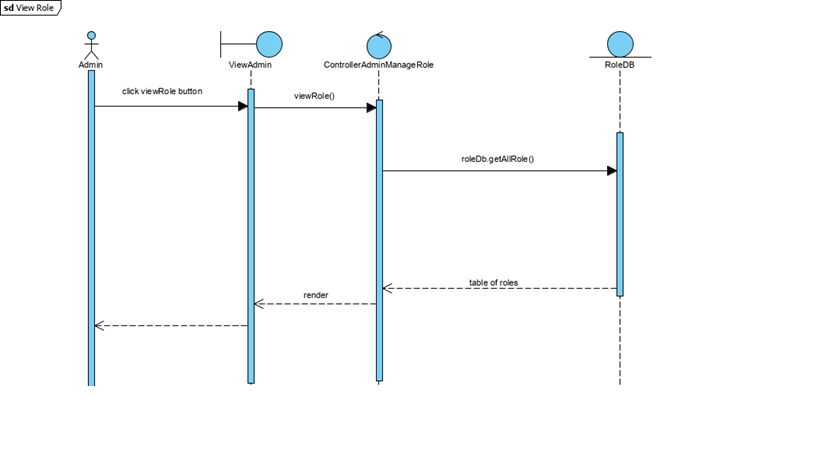 sd View Role
Admin
ViewAdmin
ControllerAdminManageRole
RoleDB
click viewRole button
viewRole()
roleDb.getAllRole()
table of roles
render